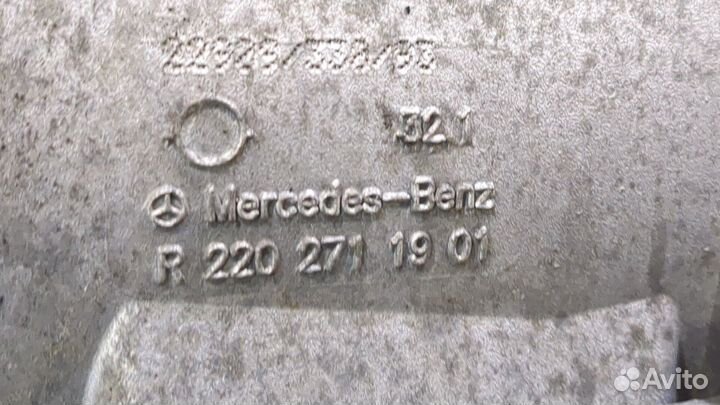 321
Mercedes-Benz
R 220 271 19 01
Avito